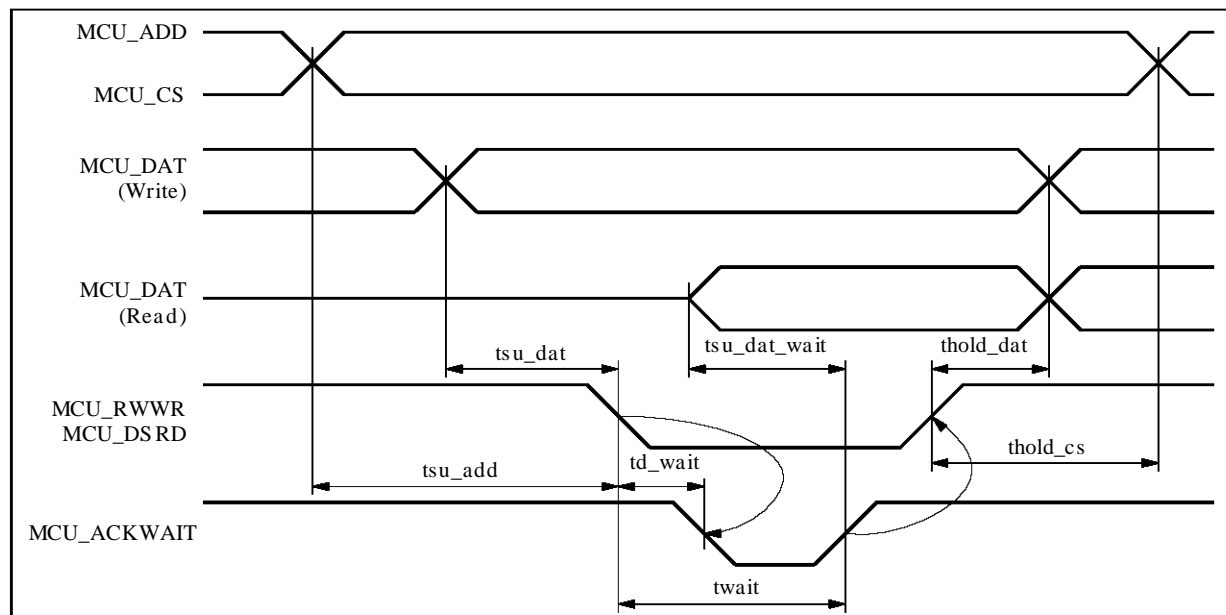 MCU_ADD
MCU_CS
MCU_DAT
(Write)
MCU_DAT
(Read)
tsu_dat
tsu_dat_wait
thold_dat
MCU_RWWR
MCU_DSRD
tsu_add
td_wait
thold_cs
MCU_ACKWAIT
twait